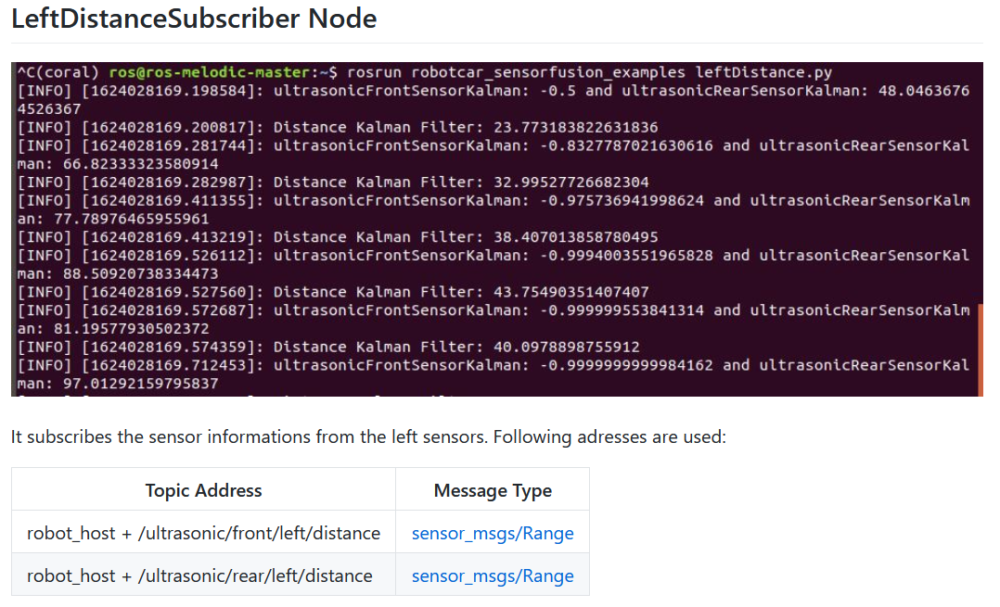 LeftDistanceSubscriber Node
^C(coral) ros@ros-melodic-master:~$ rosrun robotcar_sensorfusion_examples leftDistance.py
[INFO] [1624028169.198584]: ultrasonicFrontSensorKalman: -0.5 and ultrasonicRearSensorKalman: 48.0463676
4526367
[INFO] [1624028169.200817]: Distance Kalman Filter: 23.773183822631836
[INFO] [1624028169.281744]: ultrasonicFrontSensorKalman: -0.8327787021630616 and ultrasonicRearSensorKal
man: 66.82333323580914
[INFO] [1624028169.282987]: Distance Kalman Filter: 32.99527726682304
[INFO] [1624028169.411355]: ultrasonicFrontSensorKalman: -0.975736941998624 and ultrasonicRearSensorKalm
an: 77.78976465955961
[INFO] [1624028169.413219]: Distance Kalman Filter: 38.407013858780495
[INFO] [1624028169.526112]: ultrasonicFrontSensorKalman: -0.9994003551965828 and ultrasonicRearSensorKal
man: 88.50920738334473
[INFO] [1624028169.527560]: Distance Kalman Filter: 43.75490351407407
[INFO] [1624028169.572687]: ultrasonicFrontSensorKalman: -0.999999553841314 and ultrasonicRearSensorKalm
an: 81.19577930502372
[INFO] [1624028169.574359]: Distance Kalman Filter: 40.0978898755912
[INFO] [1624028169.712453]: ultrasonicFrontSensorKalman: -0.9999999999984162 and ultrasonicRearSensorKal
man: 97.01292159795837
It subscribes the sensor informations from the left sensors. Following adresses are used:
Topic Address Message Type
robot_host + /ultrasonic/front/left/distance sensor_msgs/Range
robot_host + /ultrasonic/rear/left/distance sensor_msgs/Range